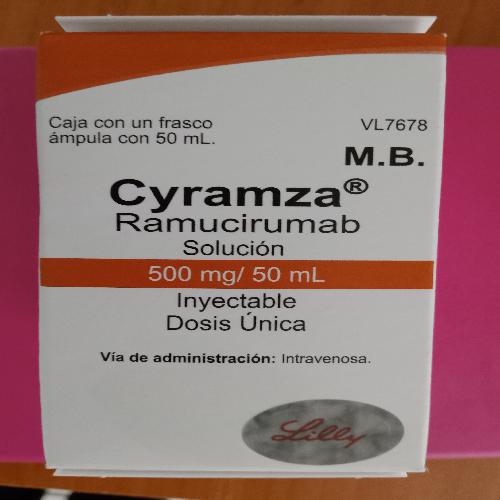 Caja con un frasco
ámpula con 50 mL.
VL7678
M.B.
Cyramza®
Ramucirumab
Solución
500 mg/ 50 mL
Inyectable
Dosis Única
Vía de administración: Intravenosa.
Lilly